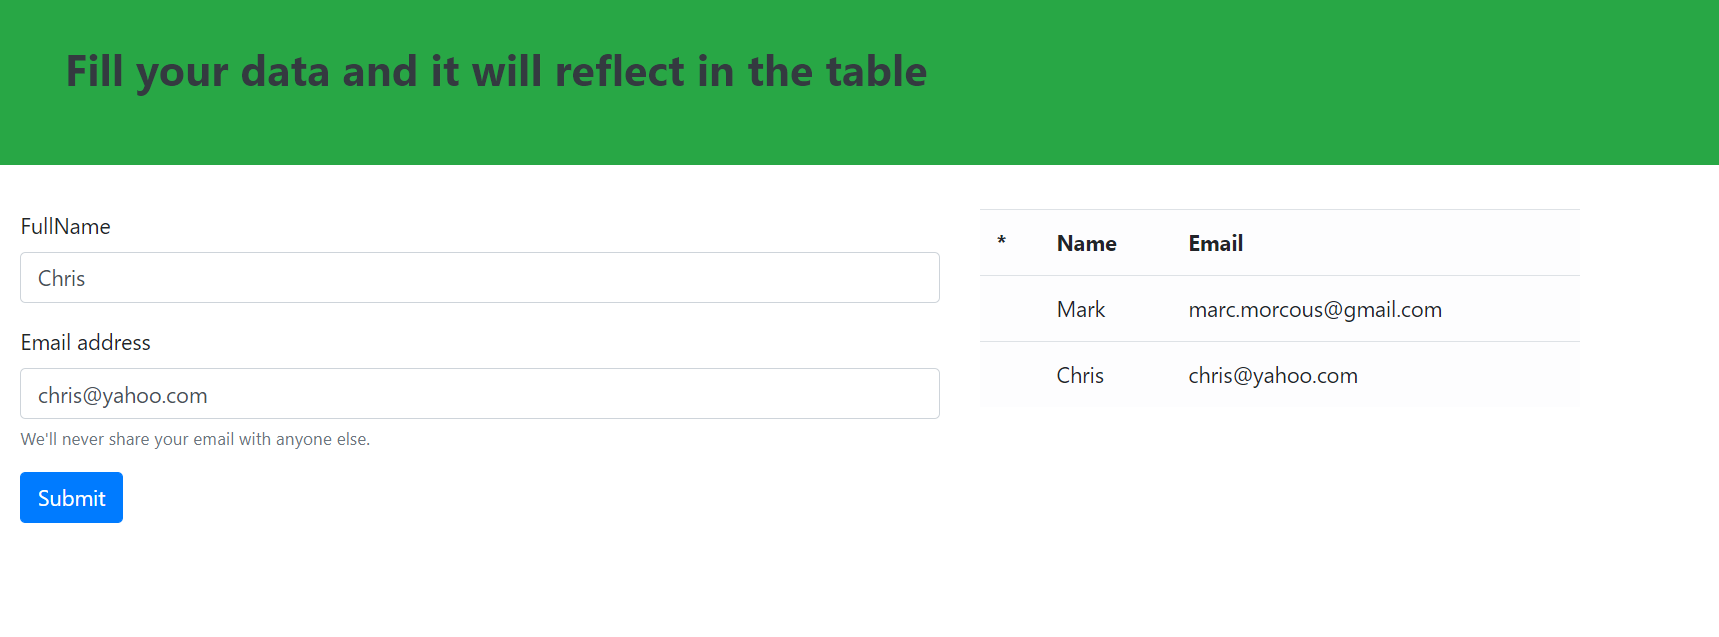 Fill your data and it will reflect in the table
FullName
Chris
Email address
chris@yahoo.com
We'll never share your email with anyone else.
Submit
* Name Email
Mark marc.morcous@gmail.com
Chris chris@yahoo.com